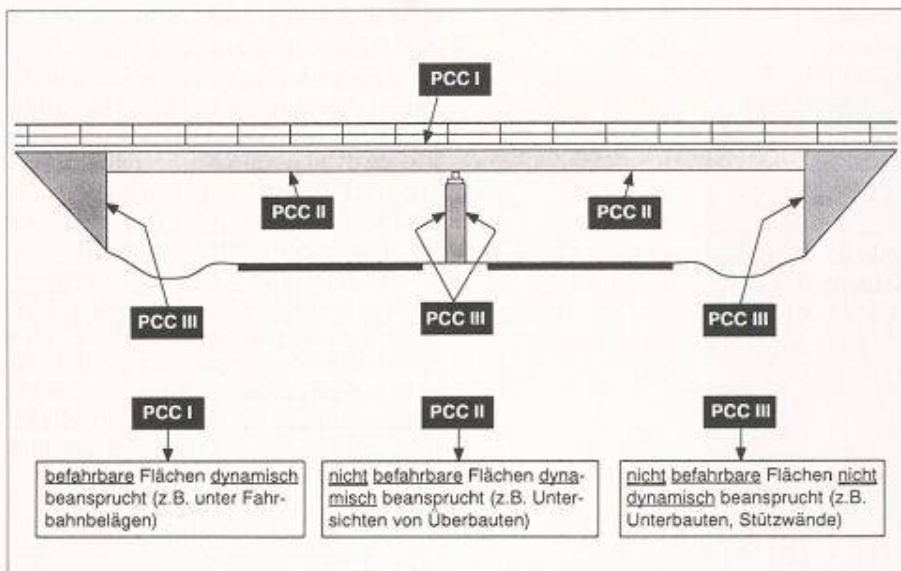 PCC I
PCC II
PCC II
PCC III
PCC III
PCC III
PCC I
PCC II
PCC III
befahrbare Flächen dynamisch
beansprucht (z.B. unter Fahr-
bahnbelägen)
nicht befahrbare Flächen dyna-
misch beansprucht (z.B. Unter-
sichten von Überbauten)
nicht befahrbare Flächen nicht
dynamisch beansprucht (z.B.
Unterbauten, Stützwände)